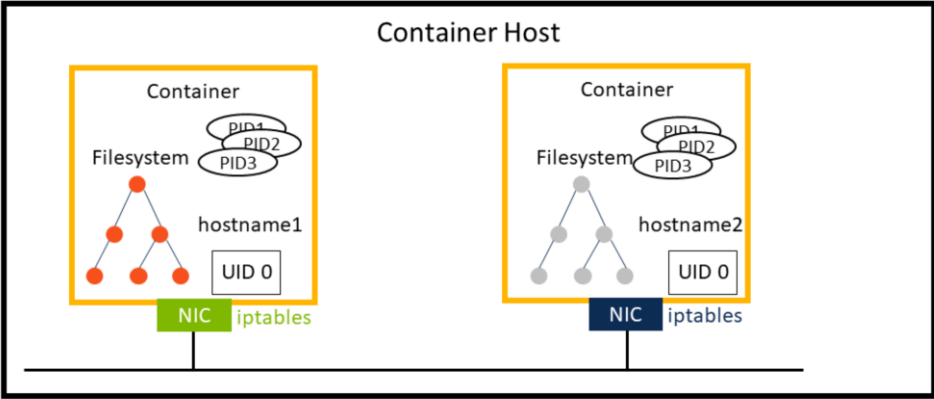 Container Host
Container
PID1
PID2
Filesystem
PID3
hostname1
UID 0
NIC
iptables
Container
PID1
PID2
Filesystem
PID3
hostname2
UID 0
NIC
iptables